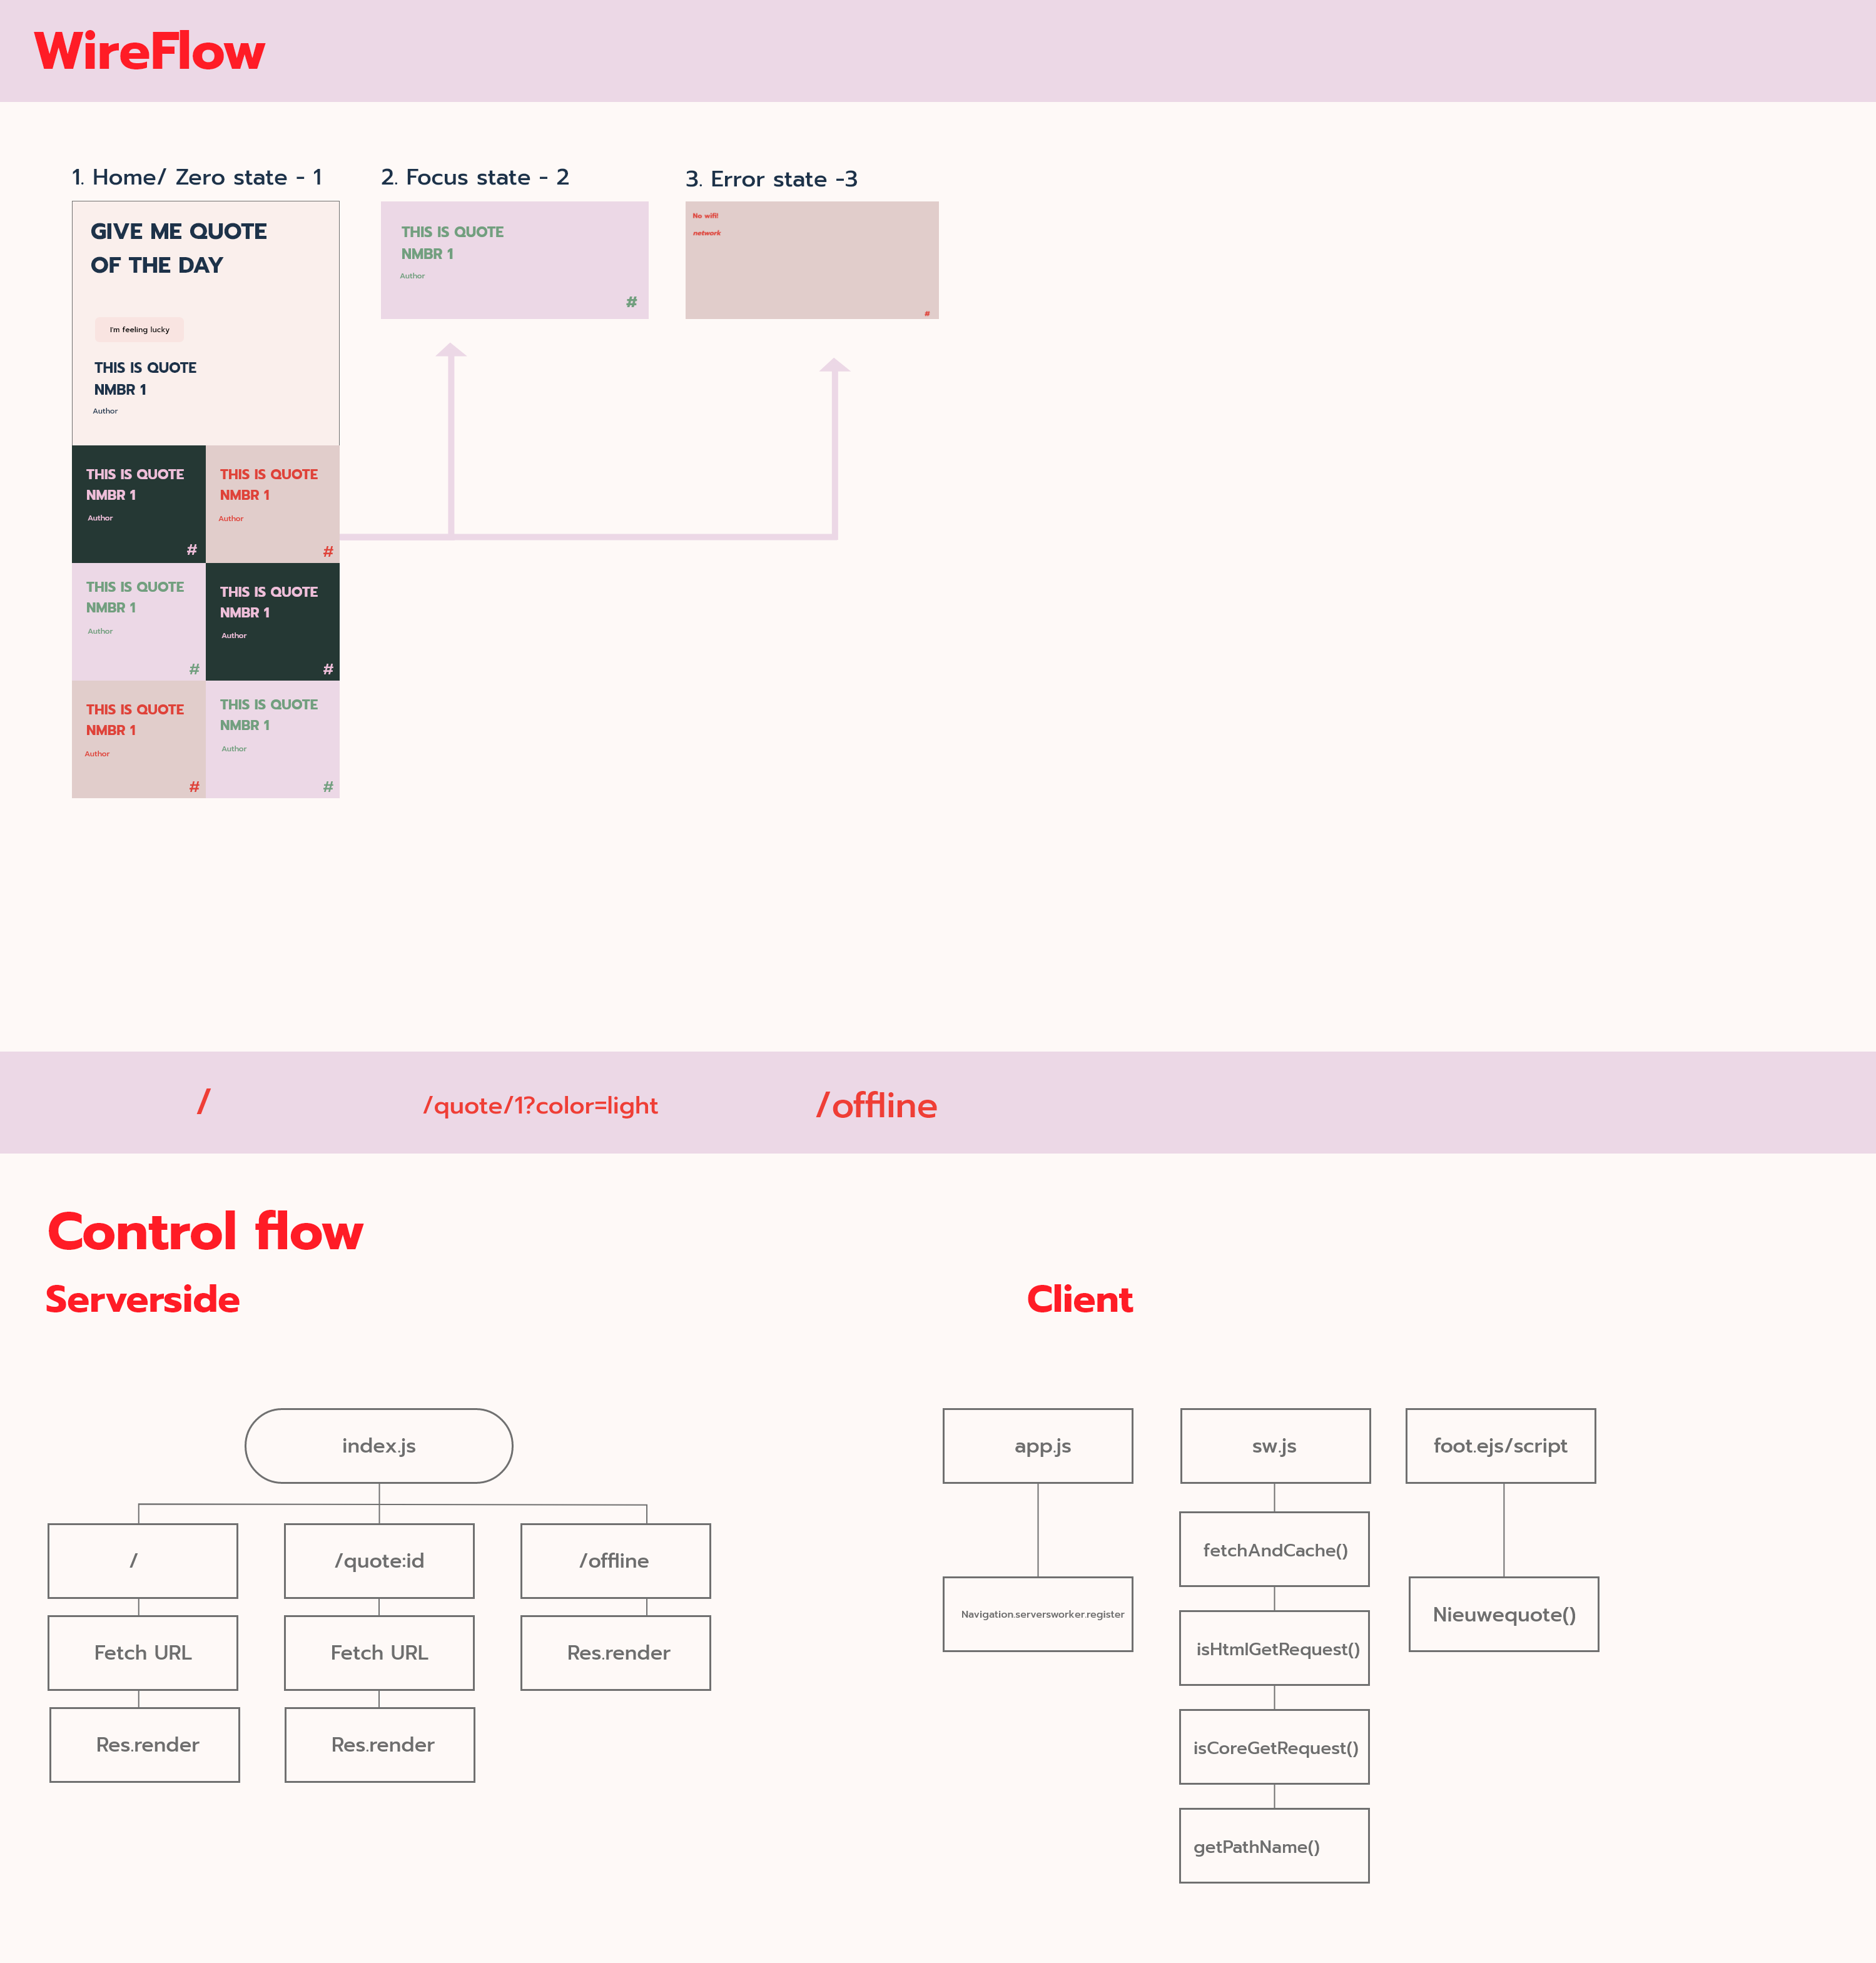 WireFlow
1. Home/ Zero state - 1
2. Focus state - 2
3. Error state -3
GIVE ME QUOTE
OF THE DAY
I'm feeling lucky
THIS IS QUOTE
NMBR 1
Author
THIS IS QUOTE
NMBR 1
Author
#
THIS IS QUOTE
NMBR 1
Author
#
THIS IS QUOTE
NMBR 1
Author
#
THIS IS QUOTE
NMBR 1
Author
#
THIS IS QUOTE
NMBR 1
Author
#
THIS IS QUOTE
NMBR 1
Author
#
THIS IS QUOTE
NMBR 1
Author
#
No wifi!
network
#
/
/quote/1?color=light
/offline
Control flow
Serverside
index.js
/
/quote:id
/offline
Fetch URL
Fetch URL
Res.render
Res.render
Res.render
Client
app.js
sw.js
foot.ejs/script
Navigation.serversworker.register
fetchAndCache()
isHtmlGetRequest()
isCoreGetRequest()
getPathName()
Nieuwequote()